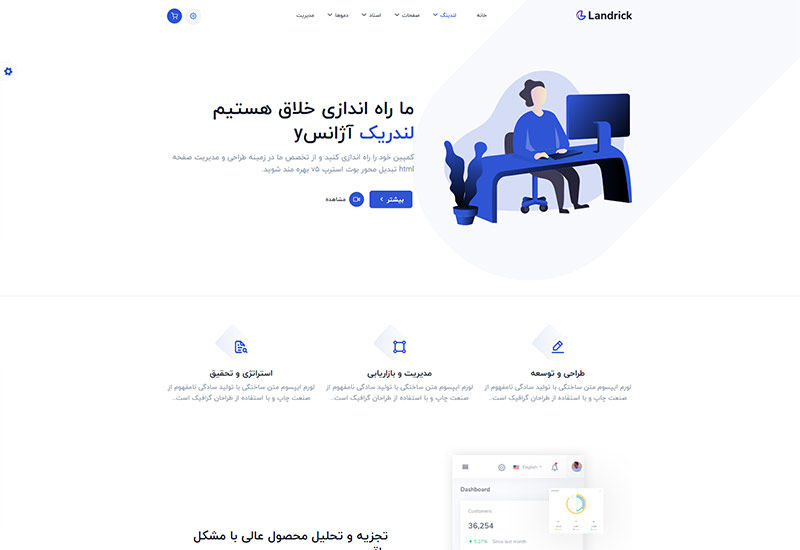 Landrick
خانه
لندینگ
صفحات
اسناد
دموها
مدیریت
ما راه اندازی خلاق هستیم
لندریک آژانسy
کمپین خود را راه اندازی کنید و از تخصص ما در زمینه طراحی و مدیریت صفحه
html تبدیل محور بوت استرپ v5 بهره مند شوید.
بیشتر
مشاهده
طراحی و توسعه
لورم ایپسوم متن ساختگی با تولید سادگی نامفهوم از
صنعت چاپ و با استفاده از طراحان گرافیک است..
مدیریت و بازاریابی
لورم ایپسوم متن ساختگی با تولید سادگی نامفهوم از
صنعت چاپ و با استفاده از طراحان گرافیک است..
استراتژی و تحقیق
لورم ایپسوم متن ساختگی با تولید سادگی نامفهوم از
صنعت چاپ و با استفاده از طراحان گرافیک است..
English
Dashboard
Customers
36,254
5.27% Since last month
تجزیه و تحلیل محصول عالی با مشکل